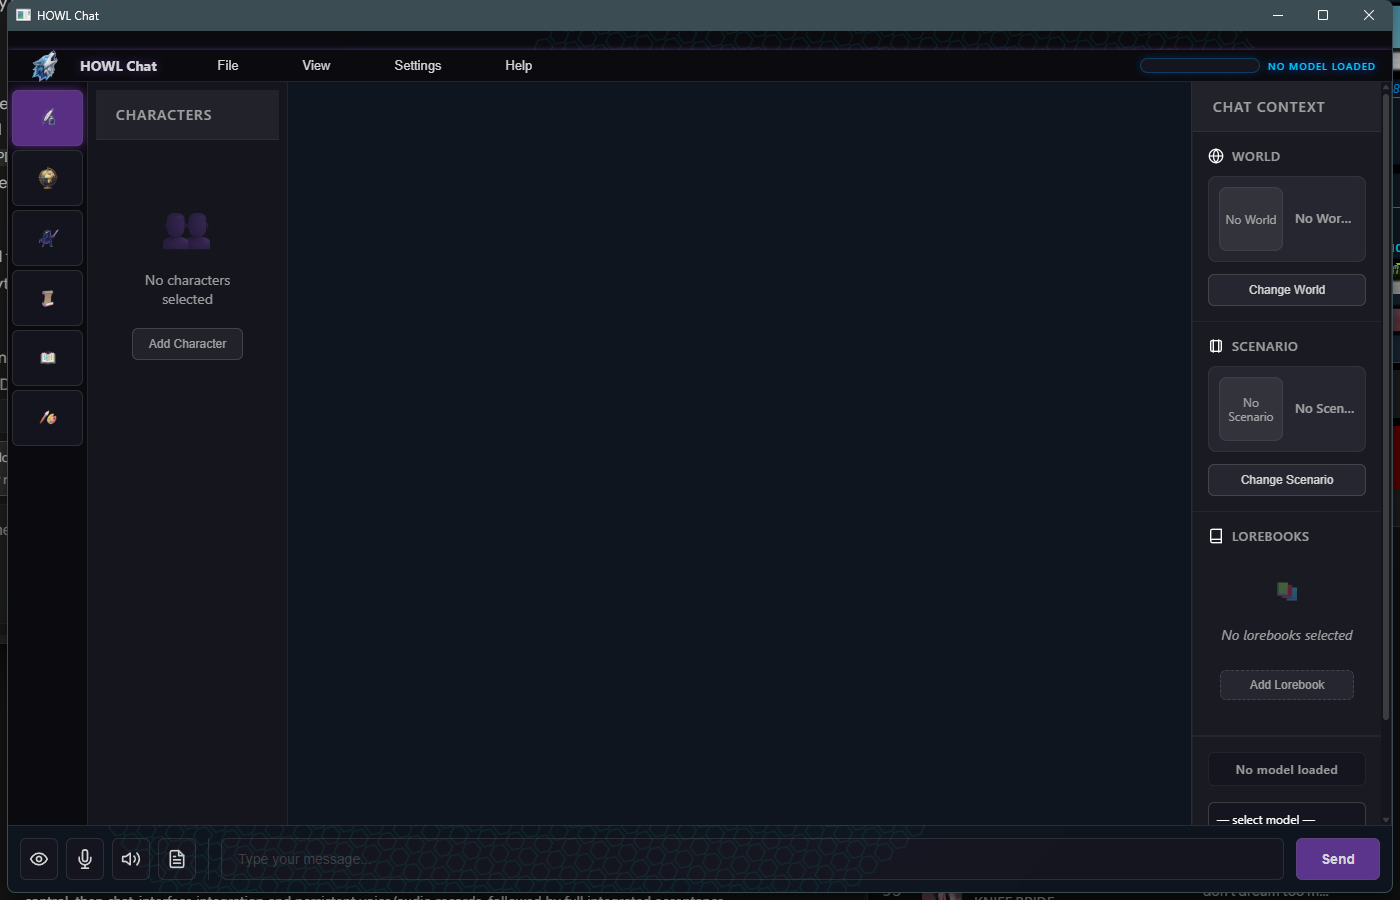 HOWL Chat
HOWL Chat
File
View
Settings
Help
NO MODEL LOADED
CHARACTERS
No characters
selected
Add Character
CHAT CONTEXT
WORLD
No World
No Wor...
Change World
SCENARIO
No
Scenario
No Scen...
Change Scenario
LOREBOOKS
No lorebooks selected
Add Lorebook
No model loaded
— select model —
Type your message...
Send